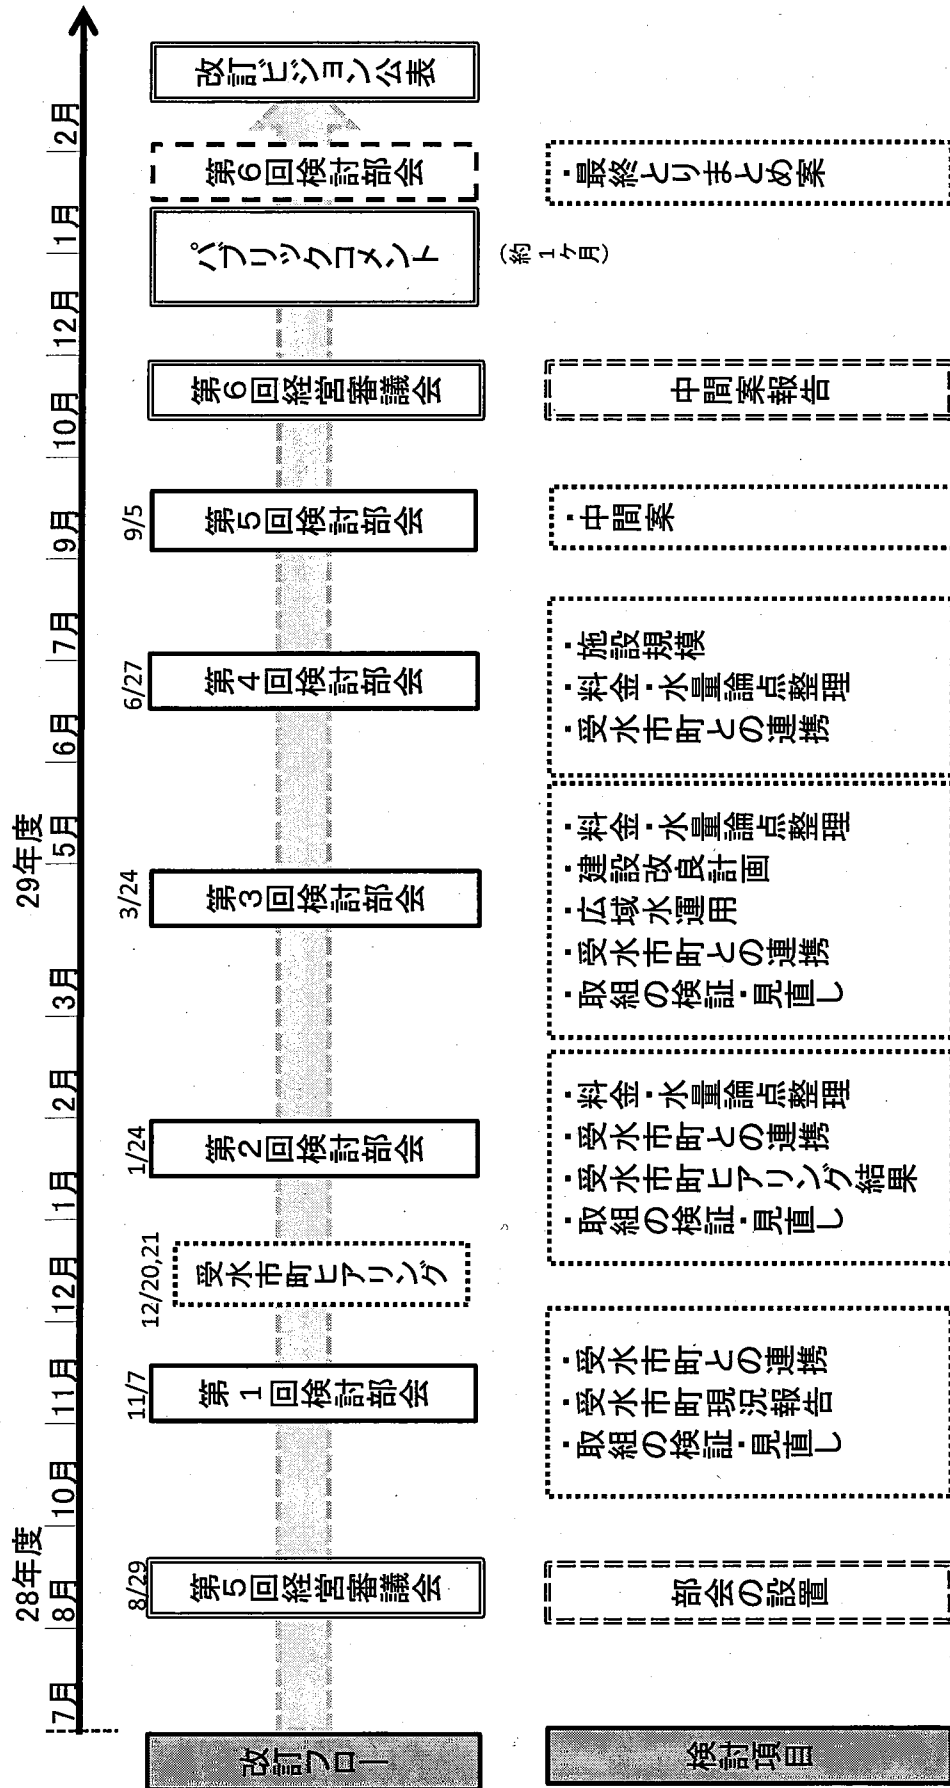 28年度
29年度
7月
8月
10月
11月
12月
1月
2月
3月
5月
6月
7月
9月
10月
12月
1月
2月
改訂フロー
8/29
第5回経営審議会
11/7
第1回検討部会
12/20,21
受水市町ヒアリング
1/24
第2回検討部会
3/24
第3回検討部会
6/27
第4回検討部会
9/5
第5回検討部会
第6回経営審議会
パブリックコメント
(約1ケ月)
第6回検討部会
改訂ビジョン公表
検討項目
部会の設置
・受水市町との連携
・受水市町現況報告
・取組の検証・見直し
・料金・水量論点整理
・受水市町との連携
・受水市町ヒアリング結果
・取組の検証・見直し
・料金・水量論点整理
・建設改良計画
・広域水運用
・受水市町との連携
・取組の検証・見直し
・施設規模
・料金・水量論点整理
・受水市町との連携
・中間案
中間案報告
・最終とりまとめ案